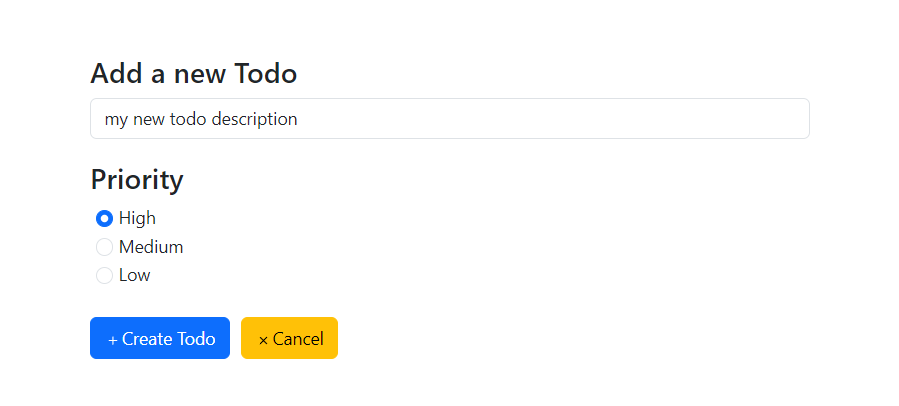 Add a new Todo
my new todo description
Priority
High
Medium
Low
+ Create Todo × Cancel